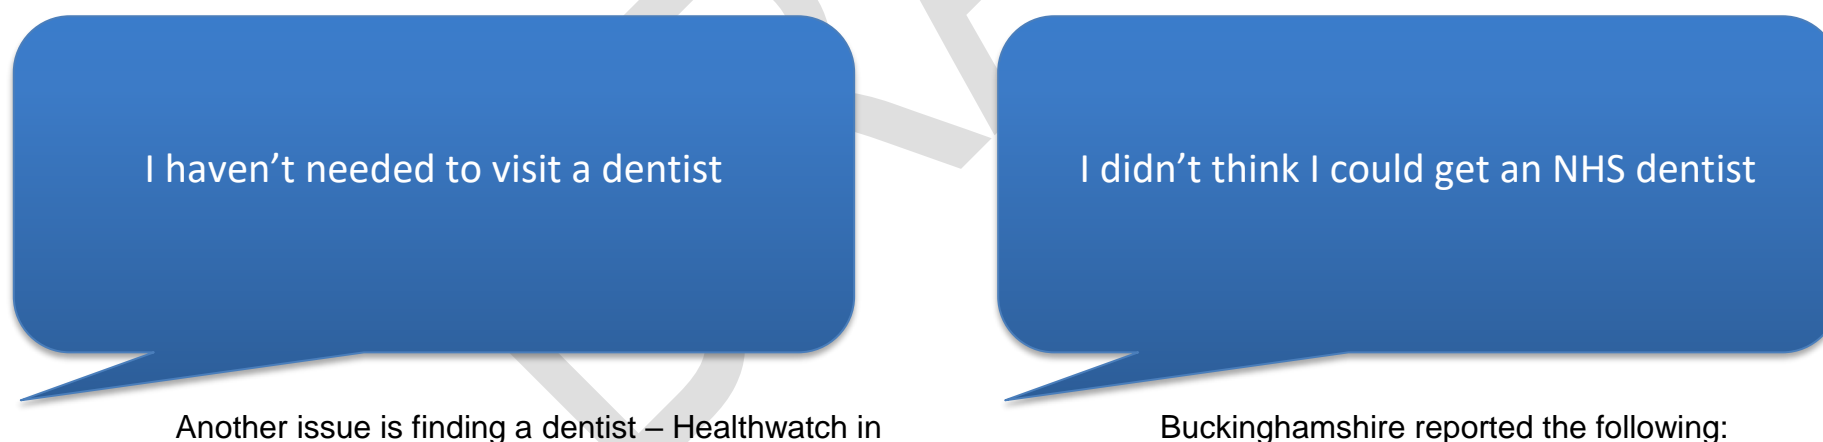 I haven’t needed to visit a dentist
I didn’t think I could get an NHS dentist
Another issue is finding a dentist – Healthwatch in Buckinghamshire reported the following: